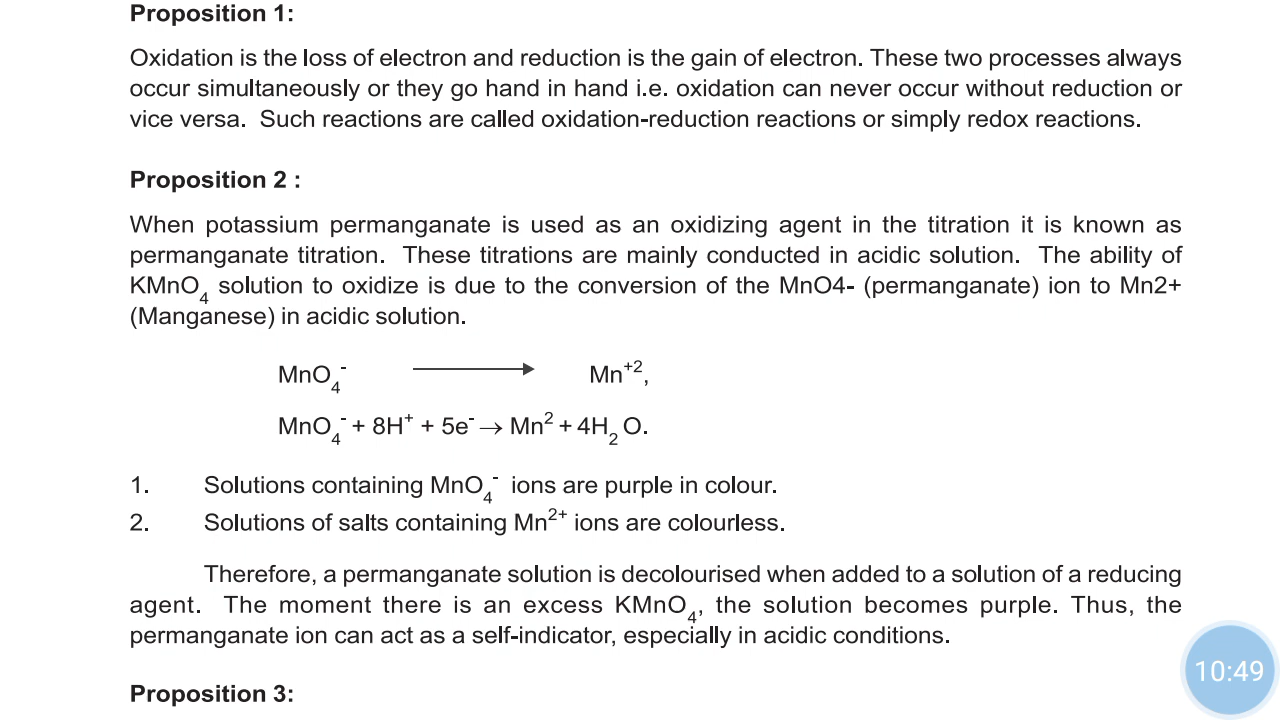 Proposition 1:
Oxidation is the loss of electron and reduction is the gain of electron. These two processes always
occur simultaneously or they go hand in hand i.e. oxidation can never occur without reduction or
vice versa. Such reactions are called oxidation-reduction reactions or simply redox reactions.
Proposition 2 :
When potassium permanganate is used as an oxidizing agent in the titration it is known as
permanganate titration. These titrations are mainly conducted in acidic solution. The ability of
KMnO₄ solution to oxidize is due to the conversion of the MnO4- (permanganate) ion to Mn2+
(Manganese) in acidic solution.
MnO₄⁻ → Mn⁺²,
MnO₄⁻ + 8H⁺ + 5e⁻ → Mn² + 4H₂O.
1. Solutions containing MnO₄⁻ ions are purple in colour.
2. Solutions of salts containing Mn²⁺ ions are colourless.
Therefore, a permanganate solution is decolourised when added to a solution of a reducing
agent. The moment there is an excess KMnO₄, the solution becomes purple. Thus, the
permanganate ion can act as a self-indicator, especially in acidic conditions.
10:49
Proposition 3: